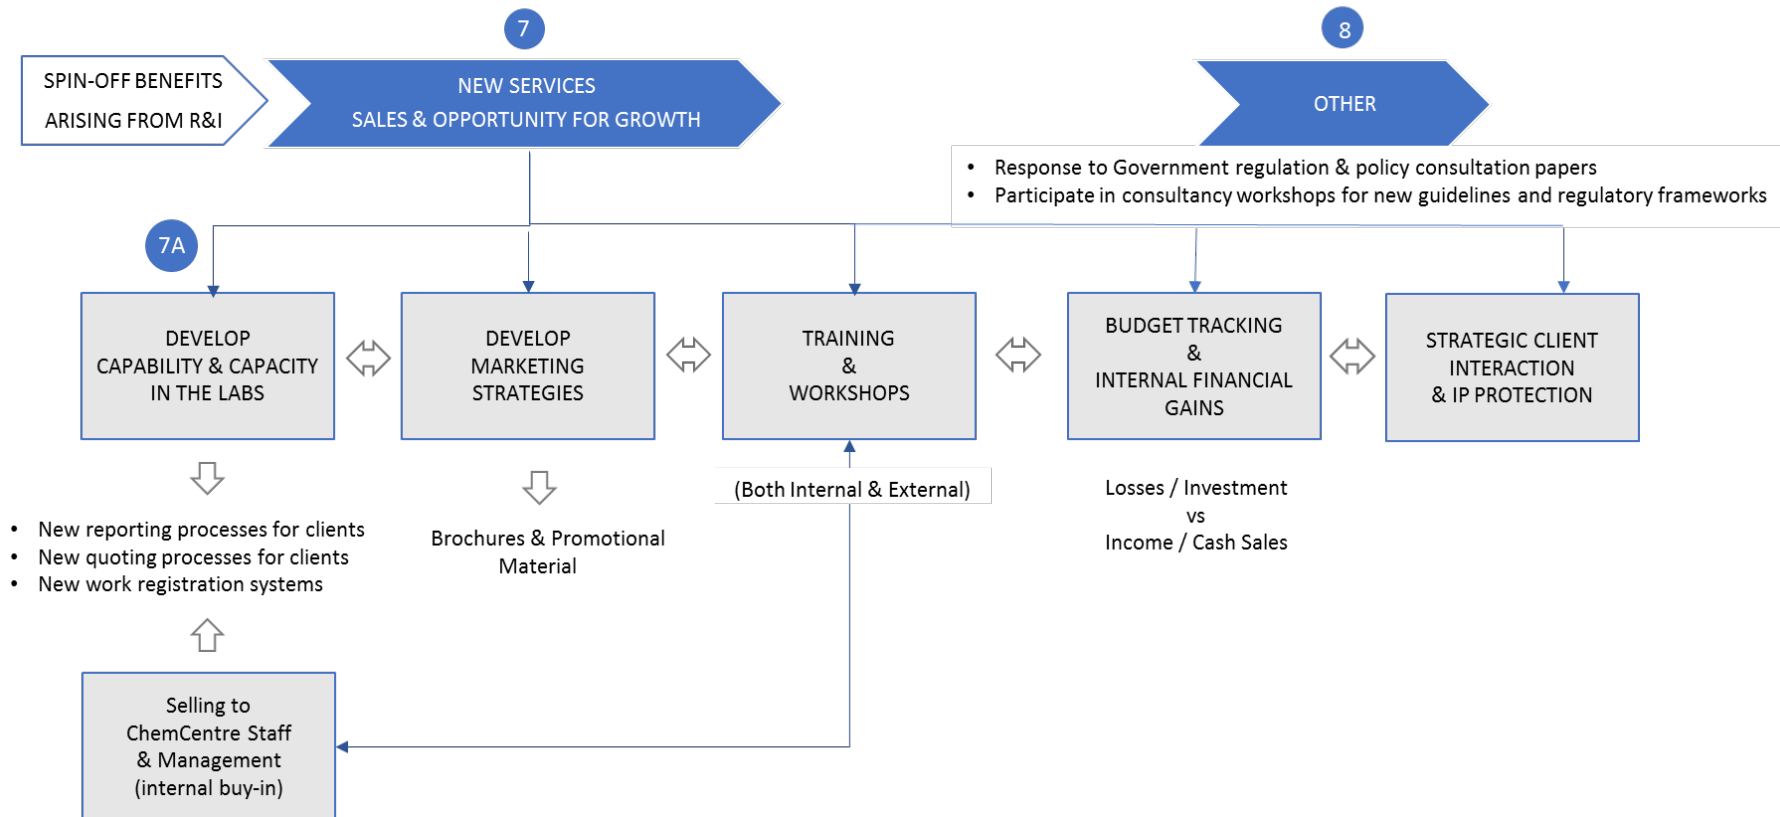 7
8
SPIN-OFF BENEFITS
ARISING FROM R&I
NEW SERVICES
SALES & OPPORTUNITY FOR GROWTH
OTHER
• Response to Government regulation & policy consultation papers
• Participate in consultancy workshops for new guidelines and regulatory frameworks
7A
DEVELOP
CAPABILITY & CAPACITY
IN THE LABS
DEVELOP
MARKETING
STRATEGIES
TRAINING
&
WORKSHOPS
BUDGET TRACKING
&
INTERNAL FINANCIAL
GAINS
STRATEGIC CLIENT
INTERACTION
& IP PROTECTION
• New reporting processes for clients
• New quoting processes for clients
• New work registration systems
Brochures & Promotional
Material
(Both Internal & External)
Losses / Investment
vs
Income / Cash Sales
Selling to
ChemCentre Staff
& Management
(internal buy-in)